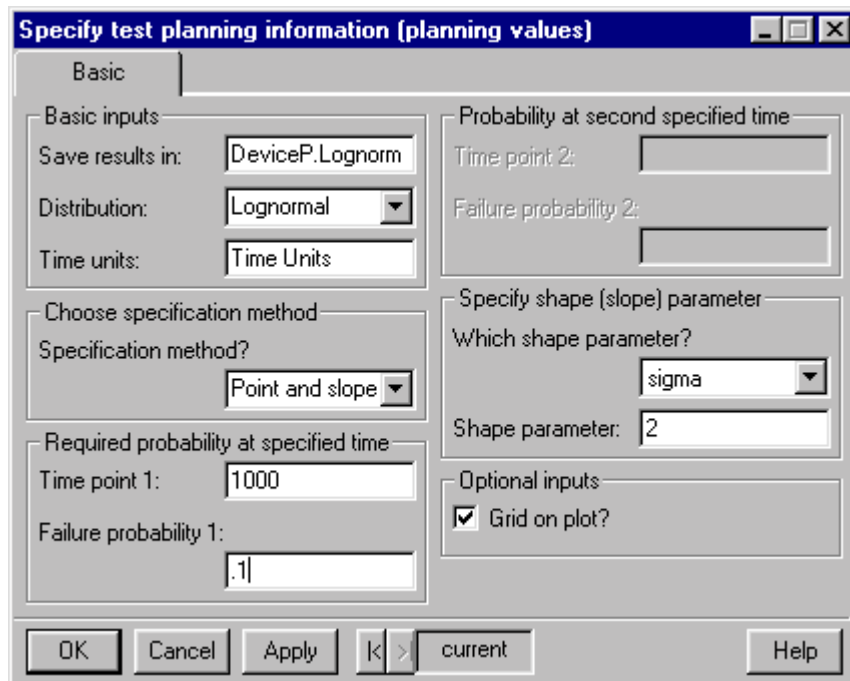 Specify test planning information (planning values)
Basic
Basic inputs
Save results in: DeviceP.Lognorm
Distribution: Lognormal
Time units: Time Units
Choose specification method
Specification method?
Point and slope
Required probability at specified time
Time point 1: 1000
Failure probability 1:
.1
Probability at second specified time
Time point 2:
Failure probability 2:
Specify shape (slope) parameter
Which shape parameter?
sigma
Shape parameter: 2
Optional inputs
Grid on plot?
OK Cancel Apply |< >| current Help